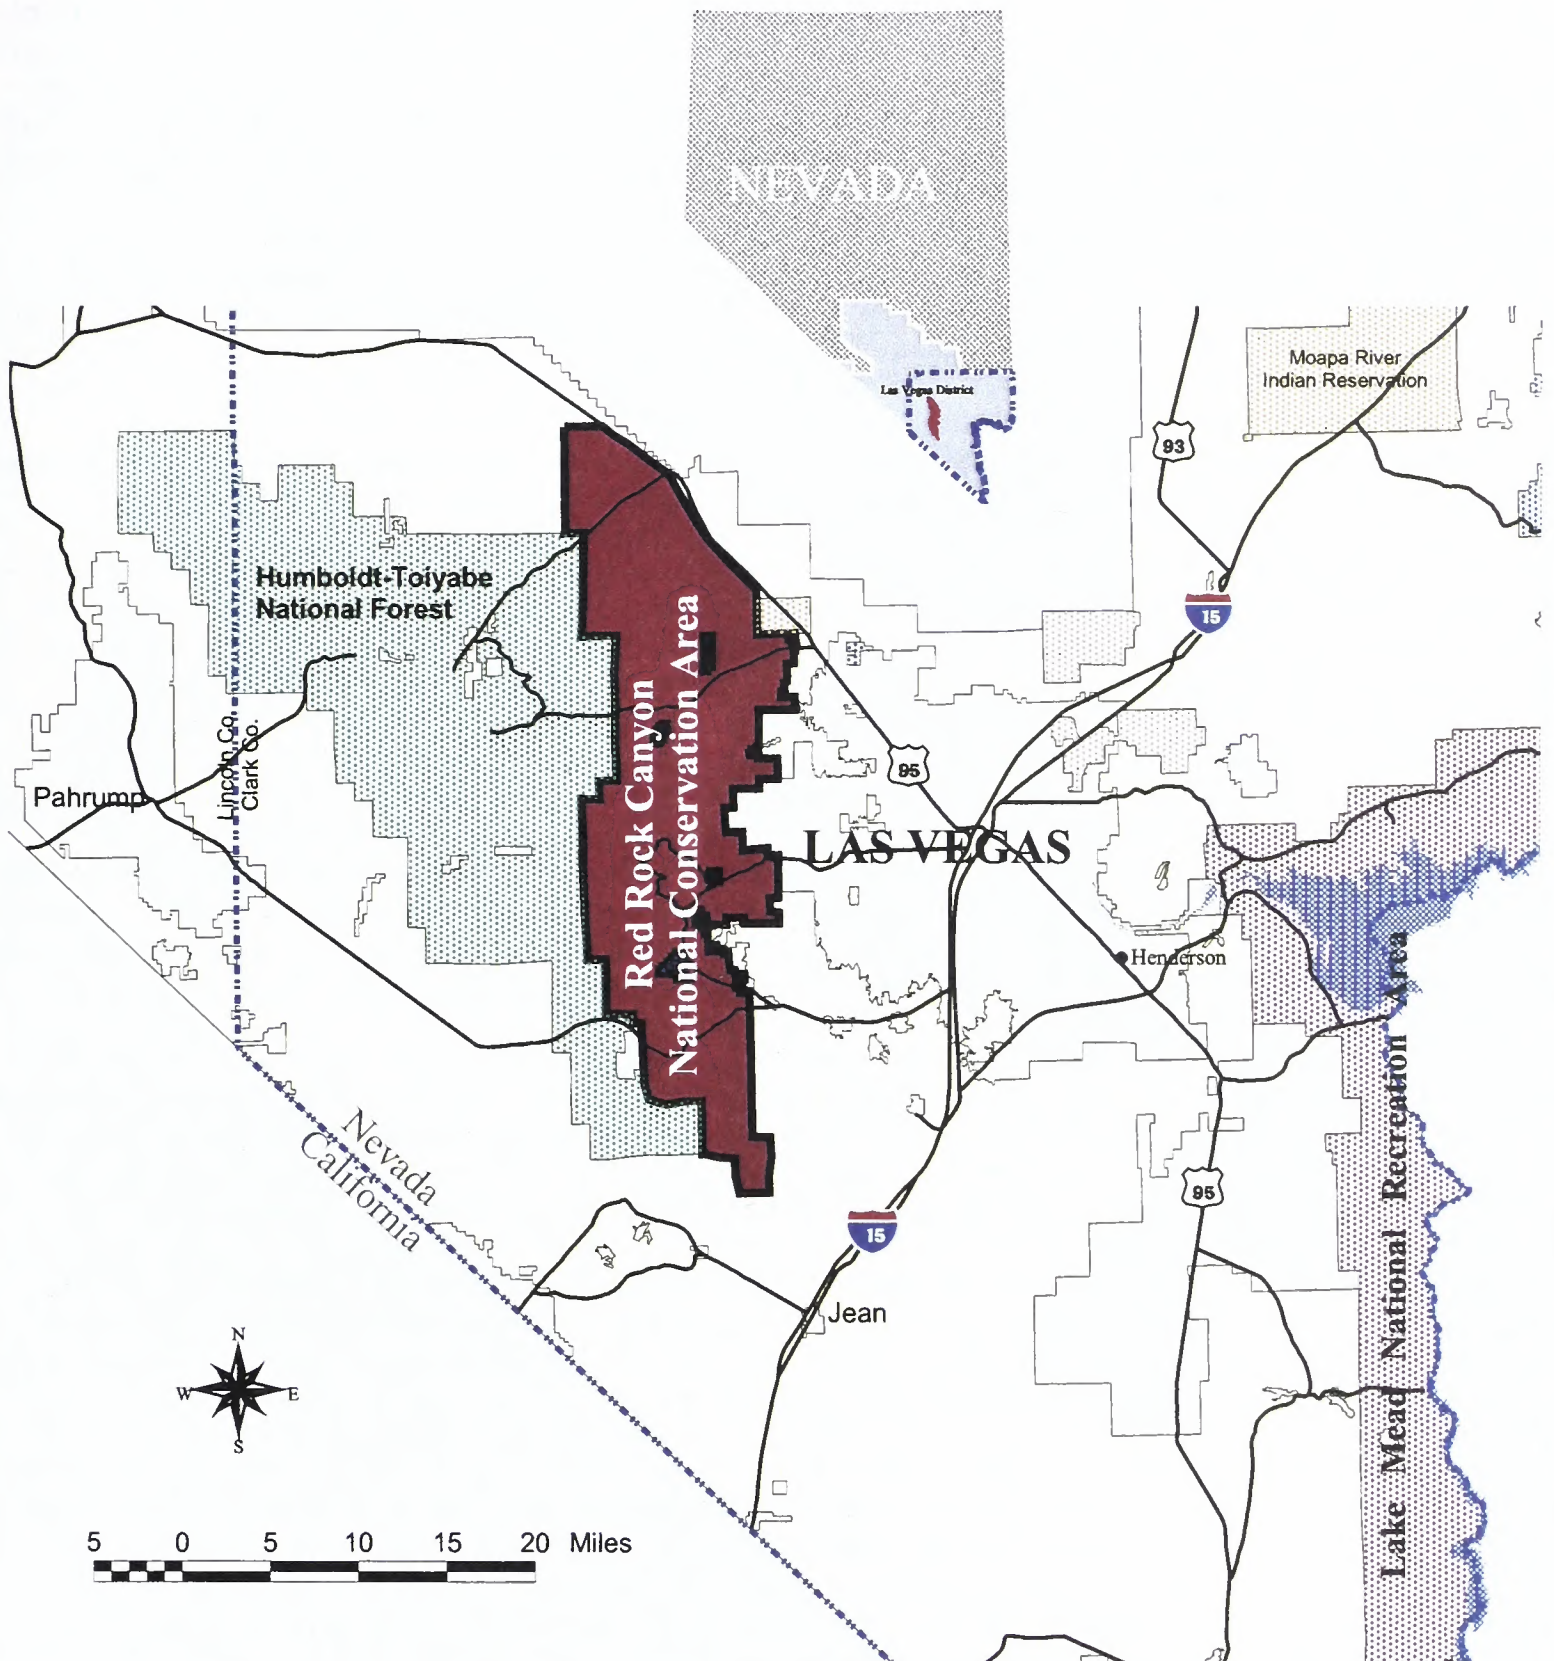 NEVADA
Las Vegas District
Moapa River
Indian Reservation
93
Humboldt-Toiyabe
National Forest
15
Red Rock Canyon
National Conservation Area
Lincoln Co.
Clark Co.
95
Pahrump
LAS VEGAS
Henderson
Lake Mead National Recreation Area
Nevada
California
95
15
Jean
N
W
E
S
5 0 5 10 15 20 Miles